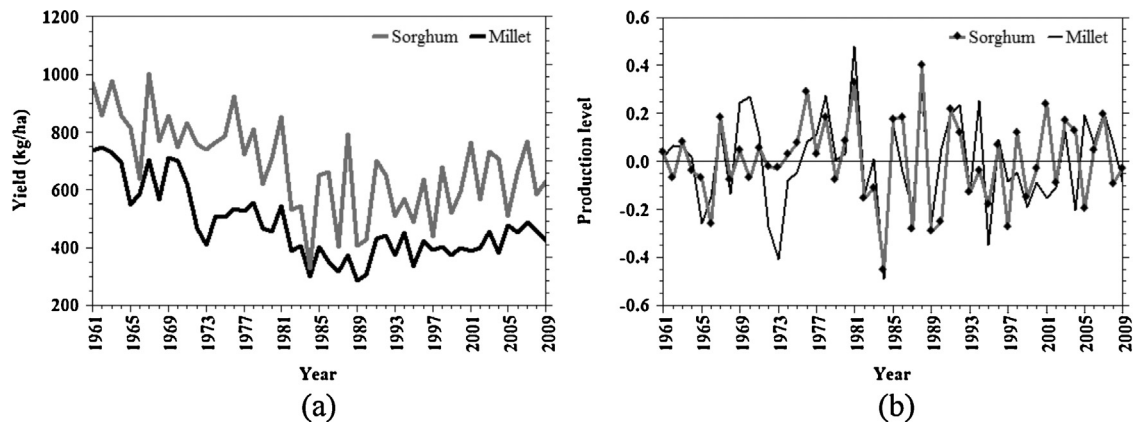 1200
1000
800
600
400
200
Yield (kg/ha)
Sorghum Millet
1961 1965 1969 1973 1977 1981 1985 1989 1993 1997 2001 2005 2009
Year
(a)
0.6
0.4
0.2
0.0
-0.2
-0.4
-0.6
Production level
Sorghum Millet
1961 1965 1969 1973 1977 1981 1985 1989 1993 1997 2001 2005 2009
Year
(b)